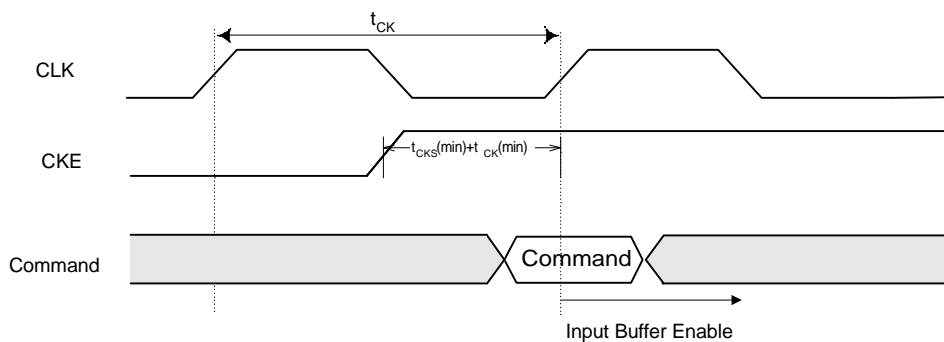 tCK
CLK
CKE
tCKS(min)+tCK(min)
Command
Command
Input Buffer Enable